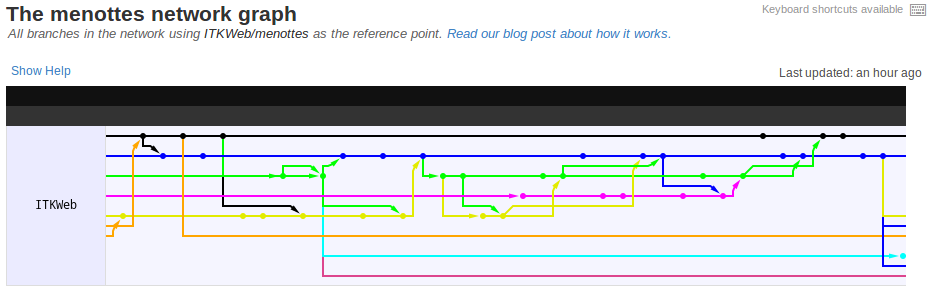 The menottes network graph
Keyboard shortcuts available
All branches in the network using ITKWeb/menottes as the reference point. Read our blog post about how it works.
Show Help
Last updated: an hour ago
ITKWeb